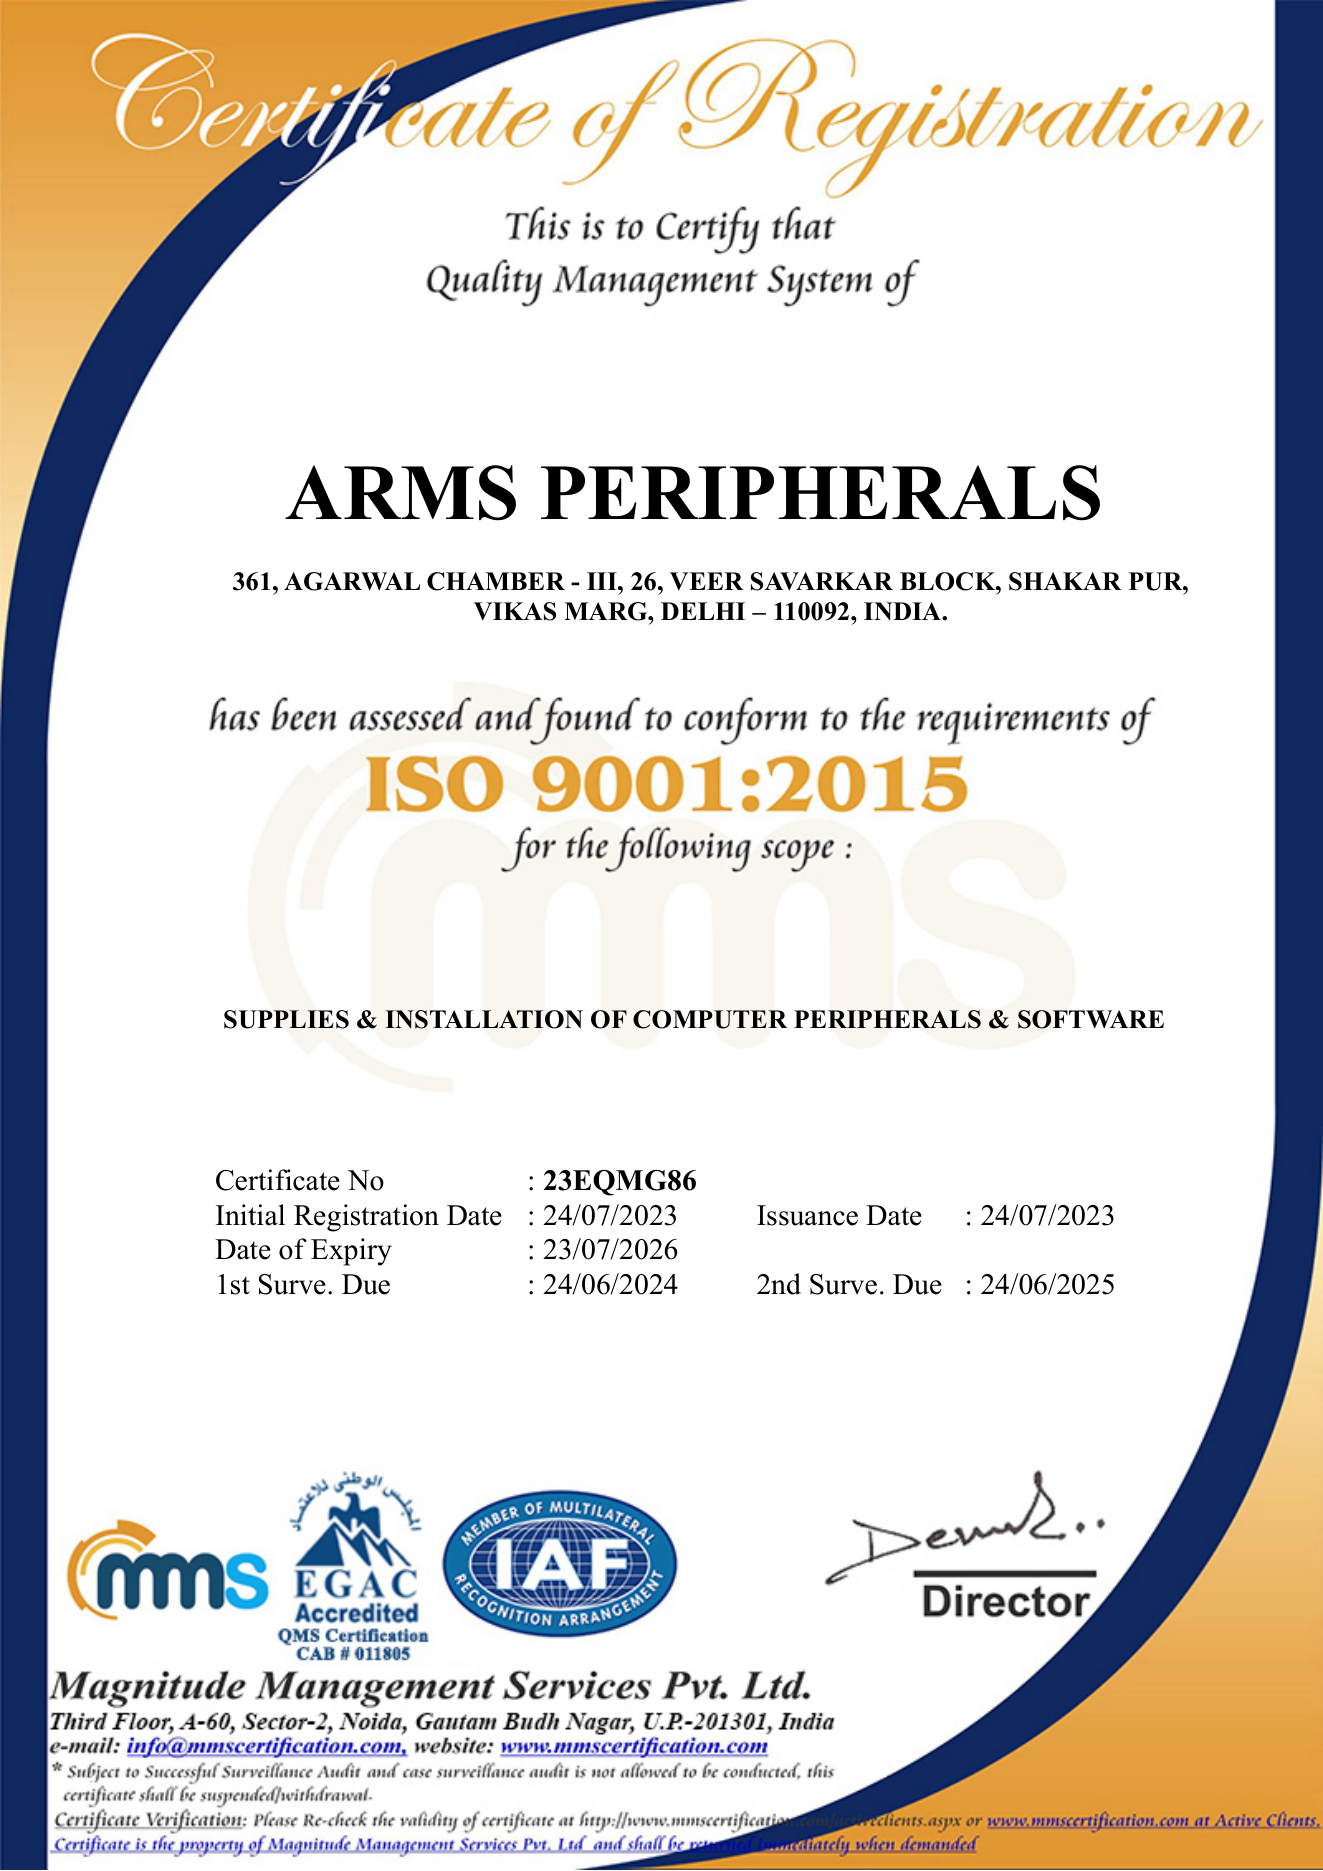 Certificate of Registration
This is to Certify that
Quality Management System of
ARMS PERIPHERALS
361, AGARWAL CHAMBER - III, 26, VEER SAVARKAR BLOCK, SHAKAR PUR,
VIKAS MARG, DELHI – 110092, INDIA.
has been assessed and found to conform to the requirements of
ISO 9001:2015
for the following scope :
mms
SUPPLIES & INSTALLATION OF COMPUTER PERIPHERALS & SOFTWARE
Certificate No : 23EQMG86
Initial Registration Date : 24/07/2023 Issuance Date : 24/07/2023
Date of Expiry : 23/07/2026
1st Surve. Due : 24/06/2024 2nd Surve. Due : 24/06/2025
mms
المجلس الوطني للاعتماد
EGAC
Accredited
QMS Certification
CAB # 011805
MEMBER OF MULTILATERAL
IAF
RECOGNITION ARRANGEMENT
Director
Magnitude Management Services Pvt. Ltd.
Third Floor, A-60, Sector-2, Noida, Gautam Budh Nagar, U.P.-201301, India
e-mail: info@mmscertification.com, website: www.mmscertification.com
* Subject to Successful Surveillance Audit and case surveillance audit is not allowed to be conducted, this
certificate shall be suspended/withdrawal.
Certificate Verification: Please Re-check the validity of certificate at http://www.mmscertification.com/activeclients.aspx or www.mmscertification.com at Active Clients.
Certificate is the property of Magnitude Management Services Pvt. Ltd and shall be returned immediately when demanded